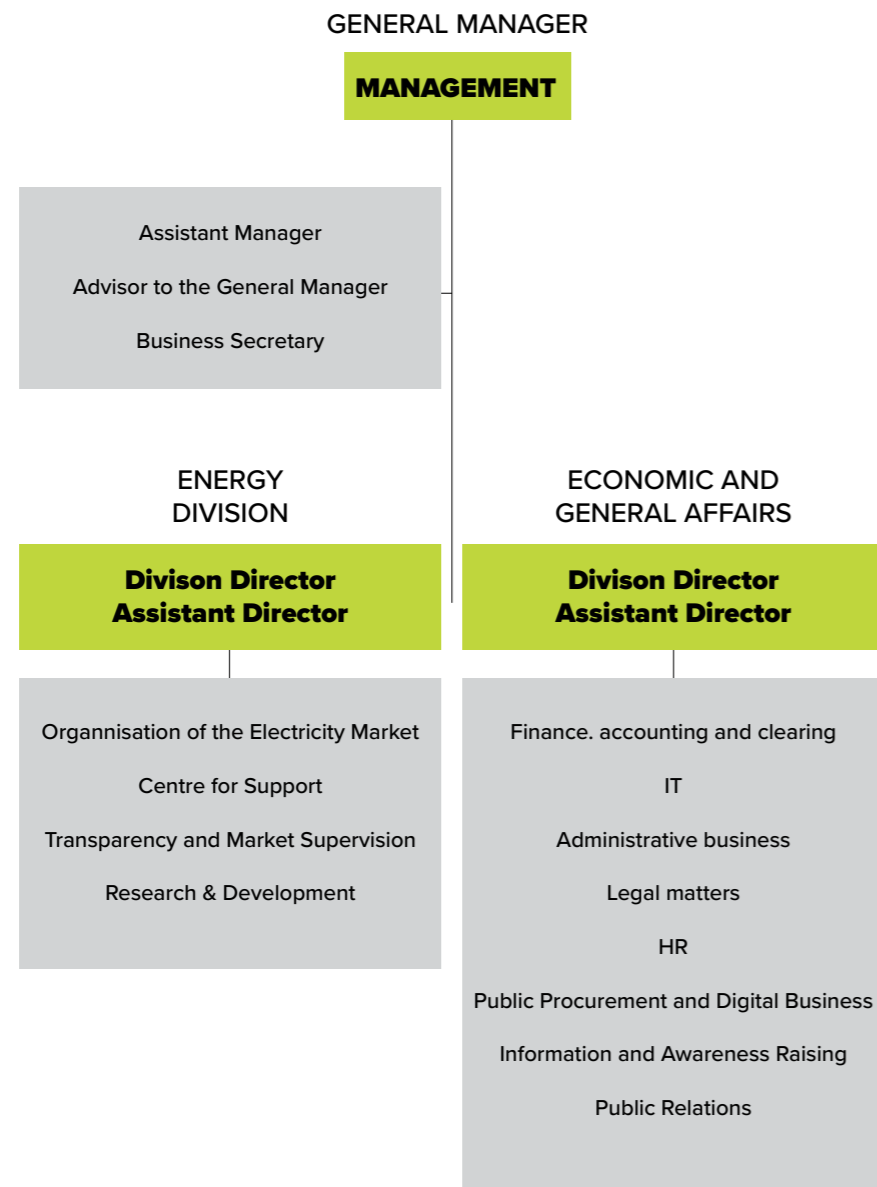 GENERAL MANAGER
MANAGEMENT
Assistant Manager
Advisor to the General Manager
Business Secretary
ENERGY
DIVISION
Divison Director
Assistant Director
Organnisation of the Electricity Market
Centre for Support
Transparency and Market Supervision
Research & Development
ECONOMIC AND
GENERAL AFFAIRS
Divison Director
Assistant Director
Finance. accounting and clearing
IT
Administrative business
Legal matters
HR
Public Procurement and Digital Business
Information and Awareness Raising
Public Relations